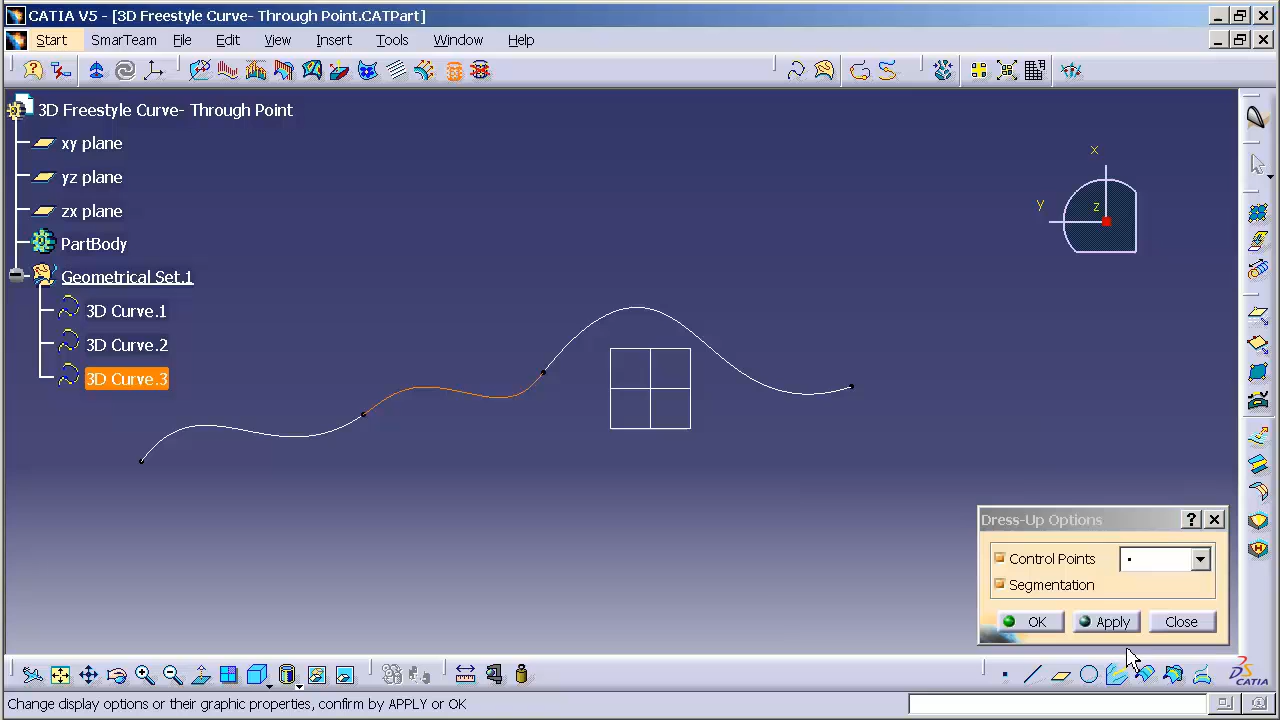 CATIA V5 - [3D Freestyle Curve- Through Point.CATPart]
Start SmarTeam File Edit View Insert Tools Window Help
3D Freestyle Curve- Through Point
xy plane
yz plane
zx plane
PartBody
Geometrical Set.1
3D Curve.1
3D Curve.2
3D Curve.3
x
y
z
Dress-Up Options
Control Points
Segmentation
OK Apply Close
CATIA
Change display options or their graphic properties, confirm by APPLY or OK